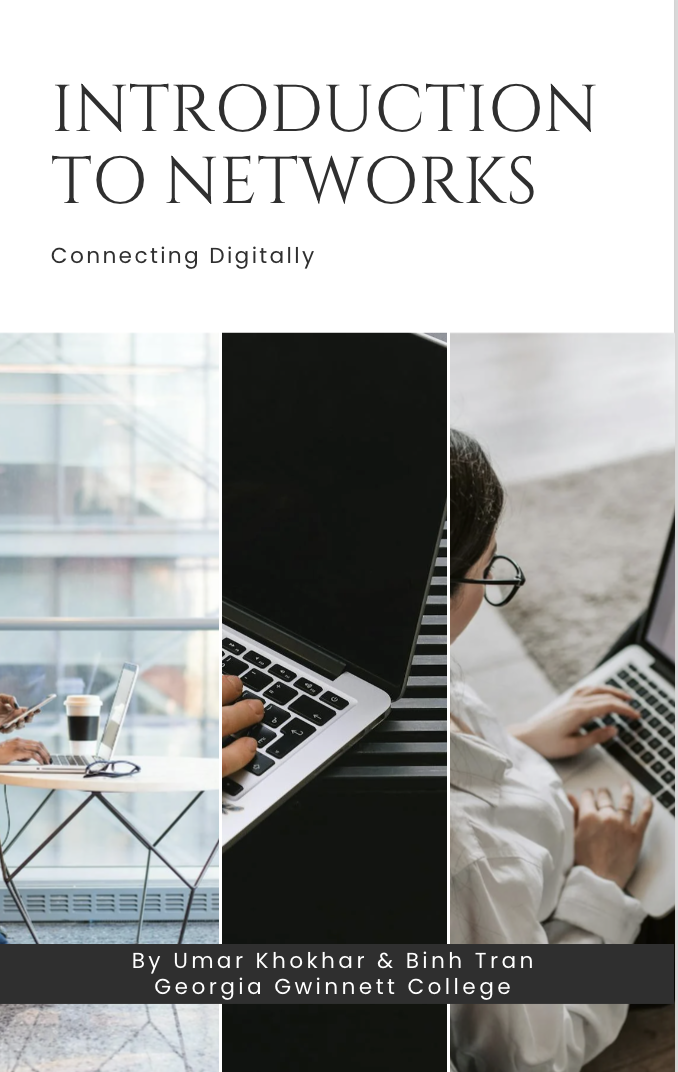 INTRODUCTION
TO NETWORKS
Connecting Digitally
By Umar Khokhar & Binh Tran
Georgia Gwinnett College